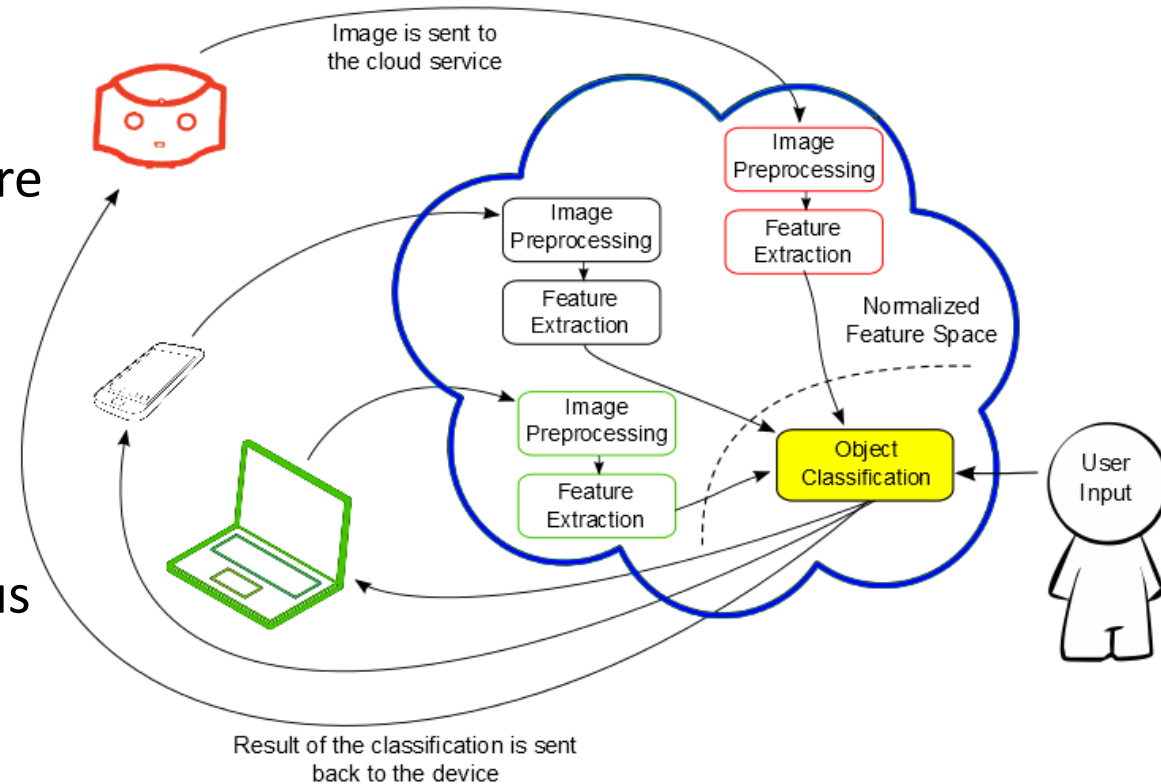 Image is sent to
the cloud service
Image
Preprocessing
Feature
Extraction
re
Image
Preprocessing
Feature
Extraction
Normalized
Feature Space
Image
Preprocessing
Feature
Extraction
Object
Classification
User
Input
us
Result of the classification is sent
back to the device